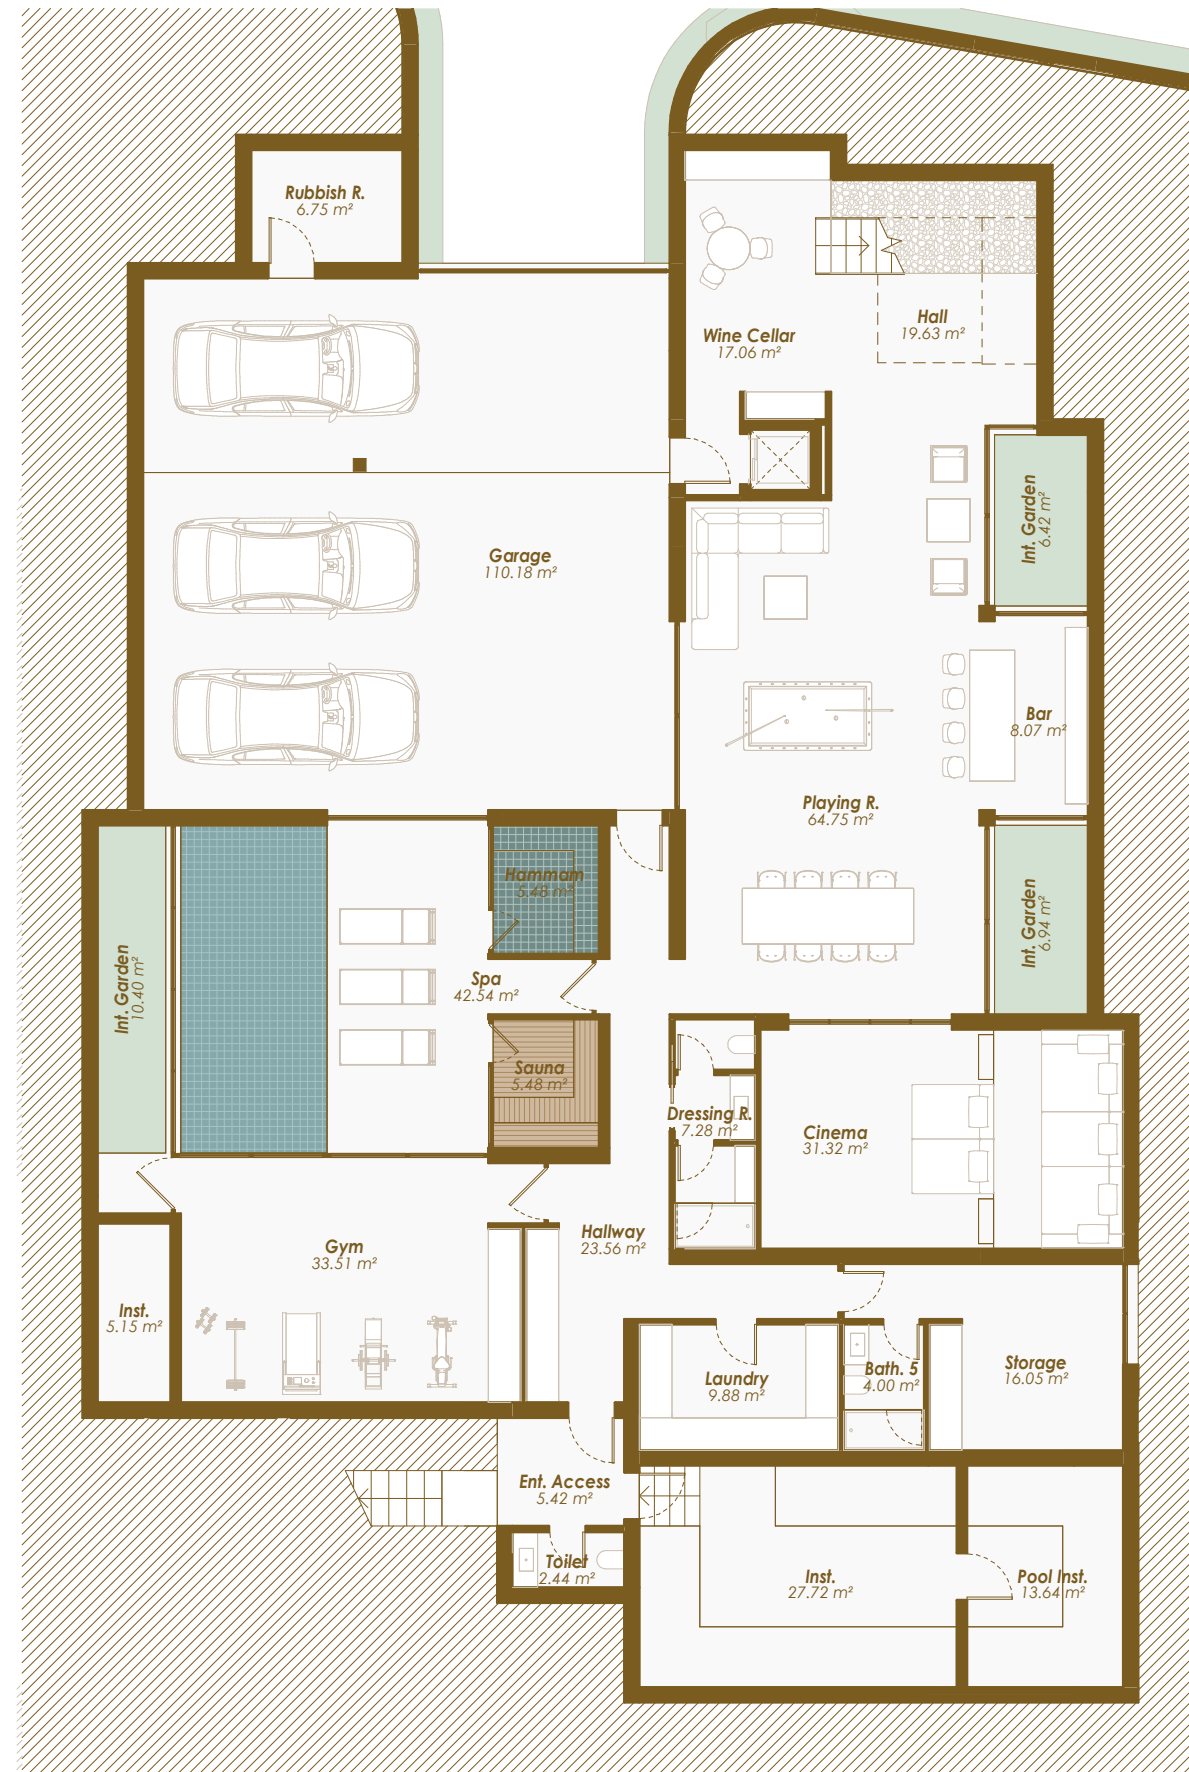 Rubbish R.
6.75 m²
Wine Cellar
17.06 m²
Hall
19.63 m²
Int. Garden
6.42 m²
Garage
110.18 m²
Bar
8.07 m²
Playing R.
64.75 m²
Hammam
5.48 m²
Int. Garden
6.94 m²
Int. Garden
10.40 m²
Spa
42.54 m²
Sauna
5.48 m²
Dressing R.
7.28 m²
Cinema
31.32 m²
Hallway
23.56 m²
Gym
33.51 m²
Inst.
5.15 m²
Laundry
9.88 m²
Bath. 5
4.00 m²
Storage
16.05 m²
Ent. Access
5.42 m²
Toilet
2.44 m²
Inst.
27.72 m²
Pool Inst.
13.64 m²